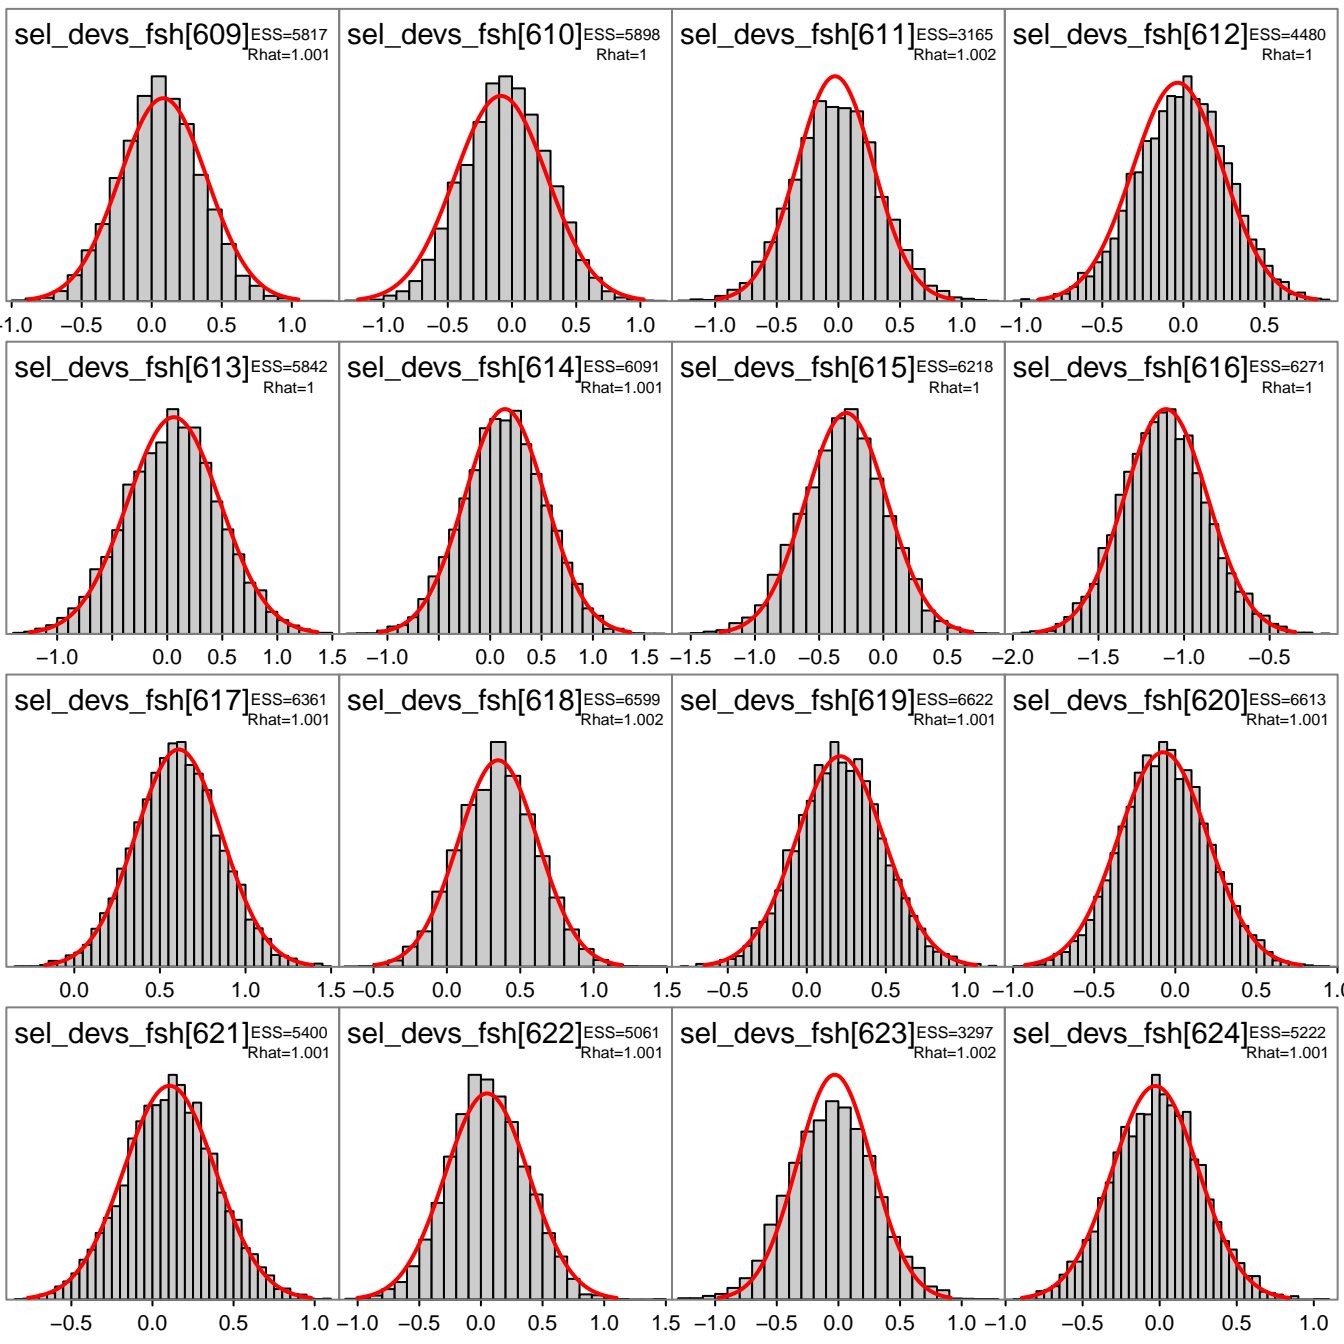 sel_devs_fsh[609] ESS=5817
Rhat=1.001
sel_devs_fsh[610] ESS=5898
Rhat=1
sel_devs_fsh[611] ESS=3165
Rhat=1.002
sel_devs_fsh[612] ESS=4480
Rhat=1
−1.0 −0.5 0.0 0.5 1.0
−1.0 −0.5 0.0 0.5 1.0
−1.0 −0.5 0.0 0.5 1.0
−1.0 −0.5 0.0 0.5
sel_devs_fsh[613] ESS=5842
Rhat=1
sel_devs_fsh[614] ESS=6091
Rhat=1.001
sel_devs_fsh[615] ESS=6218
Rhat=1
sel_devs_fsh[616] ESS=6271
Rhat=1
−1.0 0.0 0.5 1.0 1.5
−1.0 0.0 0.5 1.0 1.5
−1.5 −1.0 −0.5 0.0 0.5
−2.0 −1.5 −1.0 −0.5
sel_devs_fsh[617] ESS=6361
Rhat=1.001
sel_devs_fsh[618] ESS=6599
Rhat=1.002
sel_devs_fsh[619] ESS=6622
Rhat=1.001
sel_devs_fsh[620] ESS=6613
Rhat=1.001
0.0 0.5 1.0 1.5
−0.5 0.0 0.5 1.0 1.5
−0.5 0.0 0.5 1.0
−1.0 −0.5 0.0 0.5 1.0
sel_devs_fsh[621] ESS=5400
Rhat=1.001
sel_devs_fsh[622] ESS=5061
Rhat=1.001
sel_devs_fsh[623] ESS=3297
Rhat=1.002
sel_devs_fsh[624] ESS=5222
Rhat=1.001
−0.5 0.0 0.5 1.0
−1.0 −0.5 0.0 0.5 1.0 1.5
−1.0 −0.5 0.0 0.5 1.0
−1.0 −0.5 0.0 0.5 1.0